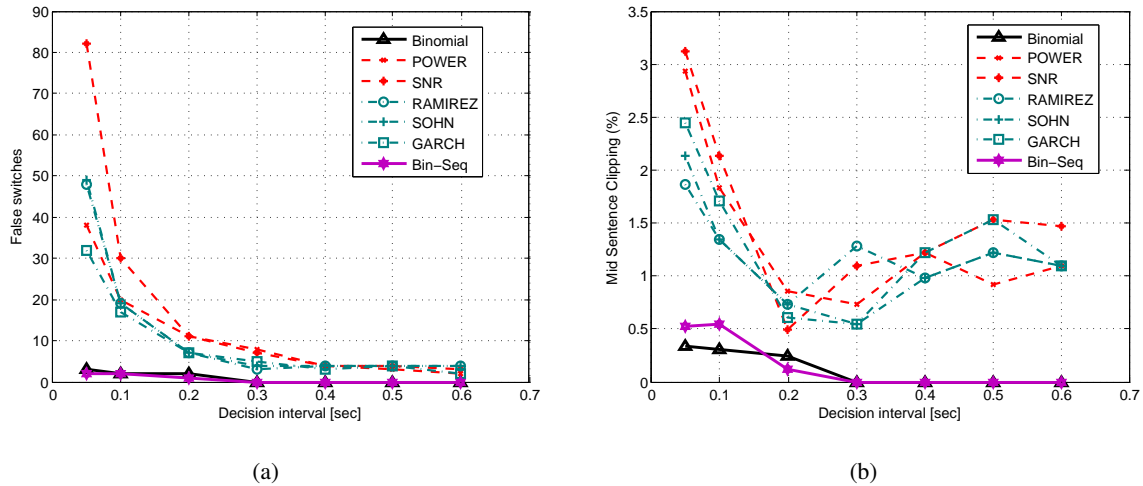 90
80
70
60
50
40
30
20
10
0
False switches
0 0.1 0.2 0.3 0.4 0.5 0.6 0.7
Decision interval [sec]
Binomial
POWER
SNR
RAMIREZ
SOHN
GARCH
Bin−Seq
(a)
3.5
3
2.5
2
1.5
1
0.5
0
Mid Sentence Clipping (%)
0 0.1 0.2 0.3 0.4 0.5 0.6 0.7
Decision interval [sec]
Binomial
POWER
SNR
RAMIREZ
SOHN
GARCH
Bin−Seq
(b)